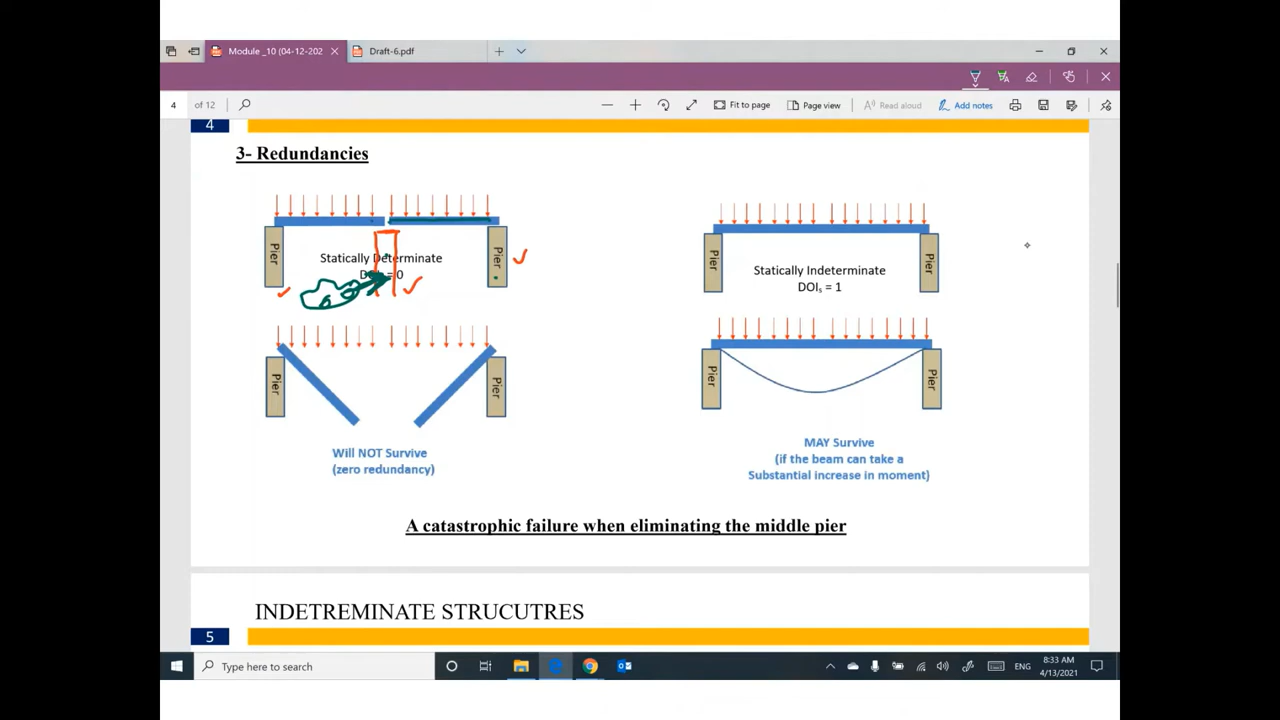 Module _10 (04-12-202
Draft-6.pdf
4 of 12
Fit to page
Page view
Read aloud
Add notes
4
3- Redundancies
Pier
Statically Determinate
= 0
Pier
Pier
Statically Indeterminate
DOIs = 1
Pier
Pier
Pier
Pier
Pier
Will NOT Survive
(zero redundancy)
MAY Survive
(if the beam can take a
Substantial increase in moment)
A catastrophic failure when eliminating the middle pier
INDETREMINATE STRUCUTRES
5
Type here to search
ENG
8:33 AM
4/13/2021